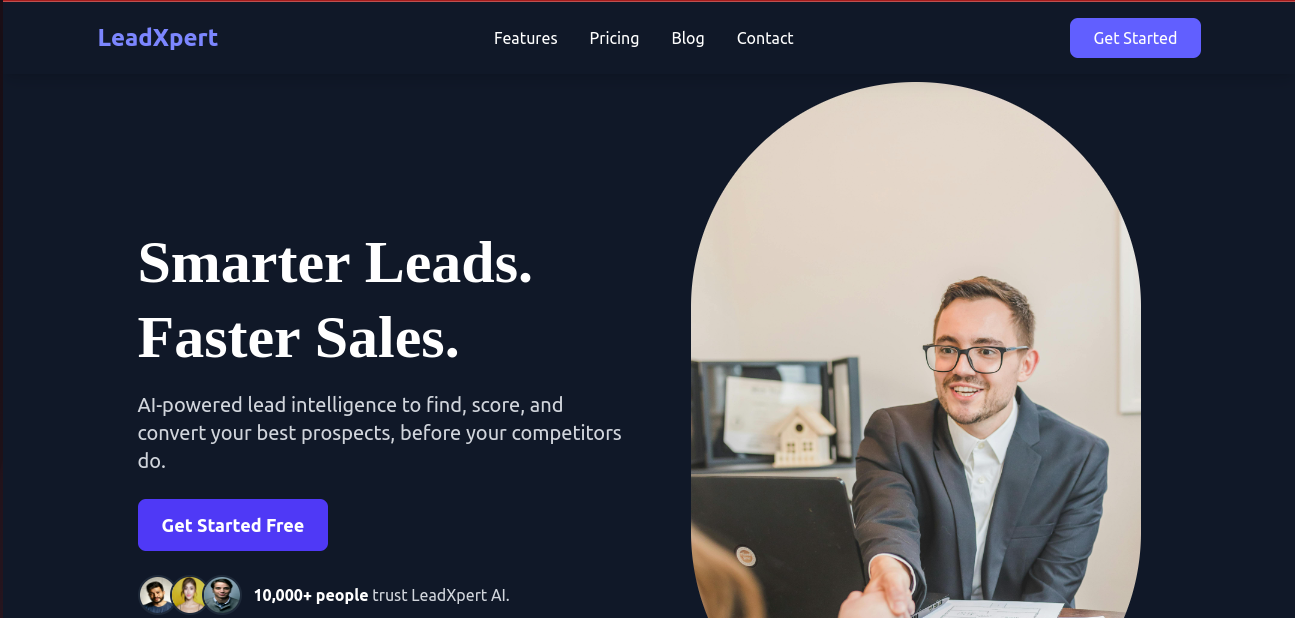 LeadXpert
Features
Pricing
Blog
Contact
Get Started
Smarter Leads.
Faster Sales.
AI-powered lead intelligence to find, score, and
convert your best prospects, before your competitors
do.
Get Started Free
10,000+ people trust LeadXpert AI.